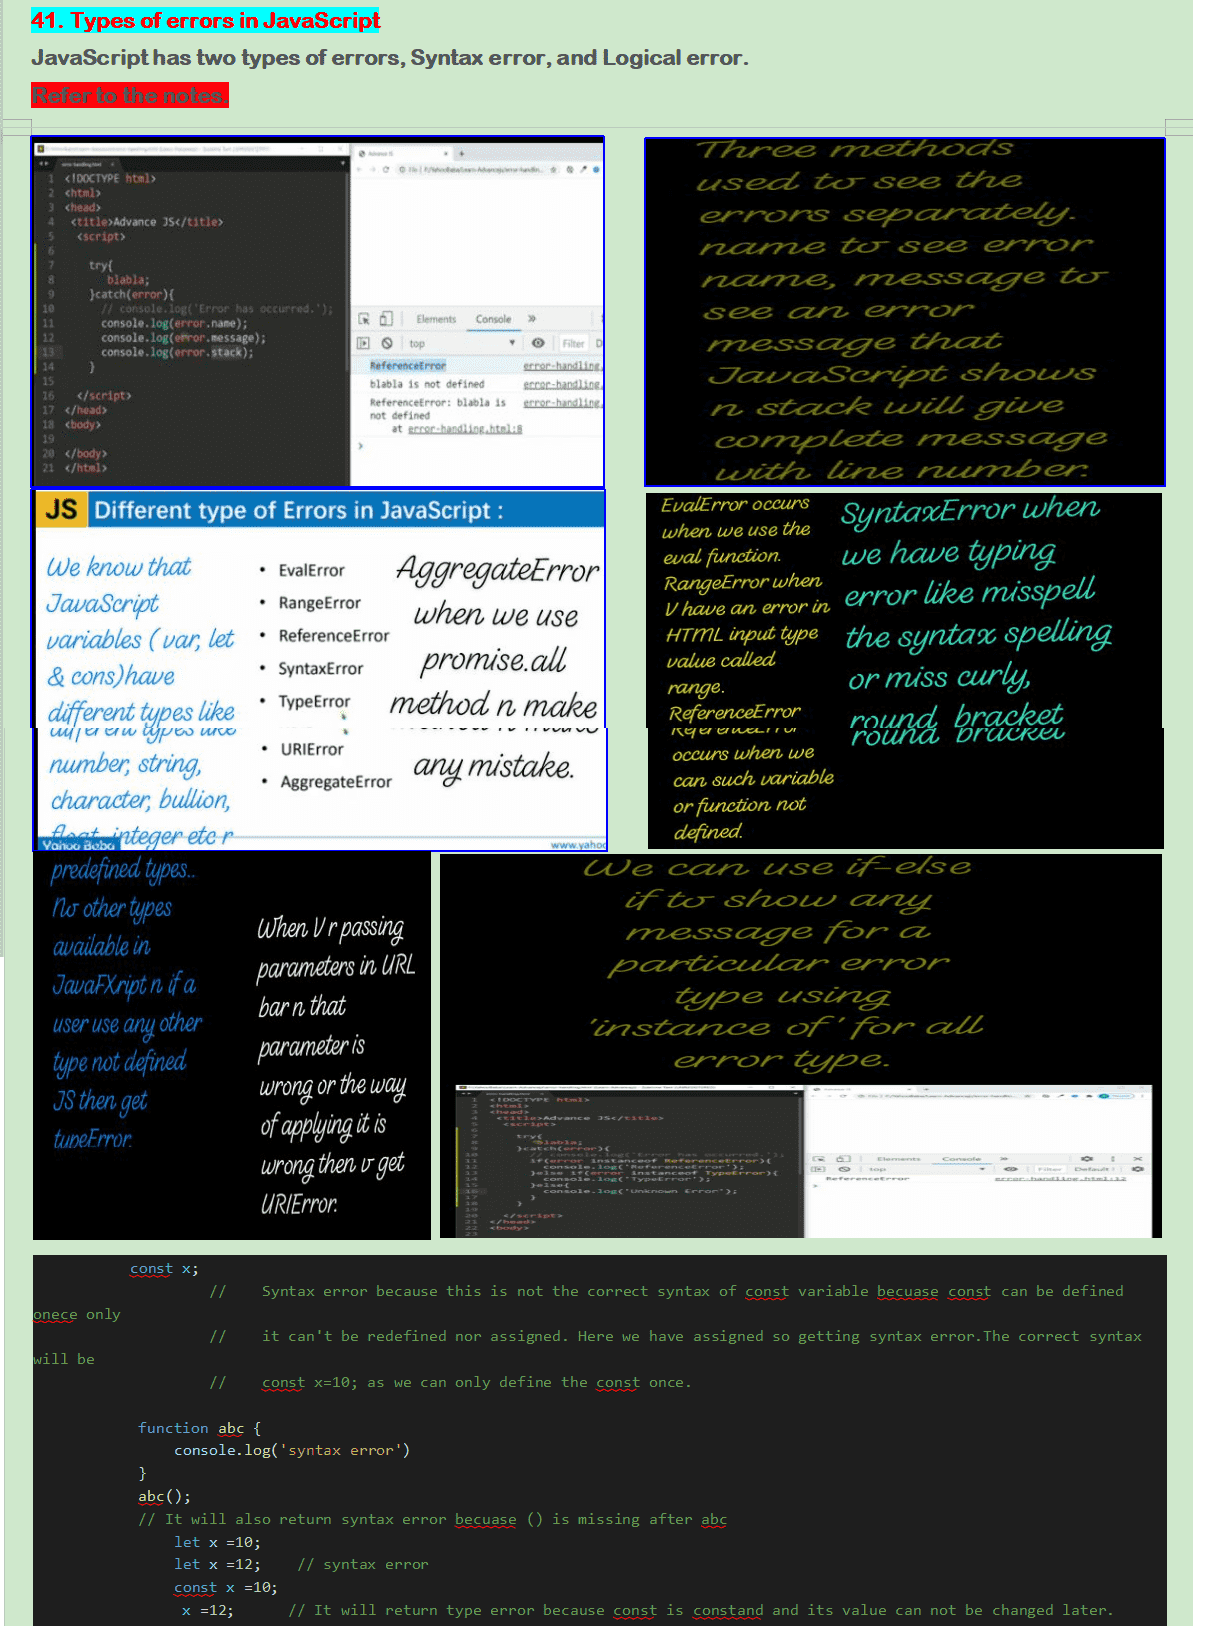 41. Types of errors in JavaScript
JavaScript has two types of errors, Syntax error, and Logical error.
Refer to the notes.
1 <!DOCTYPE html>
2 <html>
3 <head>
4 <title>Advance JS</title>
5 <script>
6
7 try{
8 blabla;
9 }catch(error){
10 // console.log('Error has occurred.');
11 console.log(error.name);
12 console.log(error.message);
13 console.log(error.stack);
14 }
15
16 </script>
17 </head>
18 <body>
19
20 </body>
21 </html>
Elements Console »
top Filter D
ReferenceError error-handling.
blabla is not defined error-handling.
ReferenceError: blabla is error-handling.
not defined
at error-handling.html:8
Three methods
used to see the
errors separately.
name to see error
name, message to
see an error
message that
JavaScript shows
n stack will give
complete message
with line number.
JS Different type of Errors in JavaScript :
We know that
JavaScript
variables ( var, let
& cons)have
different types like
different types like
number, string,
character, bullion,
float, integer etc r
• EvalError
• RangeError
• ReferenceError
• SyntaxError
• TypeError
• URIError
• AggregateError
AggregateError
when we use
promise.all
method n make
any mistake.
Yahoo Baba www.yahoo
EvalError occurs
when we use the
eval function.
RangeError when
V have an error in
HTML input type
value called
range.
ReferenceError
ReferenceError
occurs when we
can such variable
or function not
defined.
SyntaxError when
we have typing
error like misspell
the syntax spelling
or miss curly,
round, bracket
round bracket
predefined types..
No other types
available in
JavaFXript n if a
user use any other
type not defined
JS then get
typeError.
When V r passing
parameters in URL
bar n that
parameter is
wrong or the way
of applying it is
wrong then v get
URIError.
We can use if-else
if to show any
message for a
particular error
type using
'instance of' for all
error type.
<!DOCTYPE html>
<html>
<head>
<title>Advance JS</title>
<script>
try{
blabla;
}catch(error){
// console.log('Error has occurred.');
if(error instanceof ReferenceError){
console.log('ReferenceError');
}else if(error instanceof TypeError){
console.log('TypeError');
}else{
console.log('Unknown Error');
}
}
</script>
</head>
<body>
Elements Console »
top Filter Default
ReferenceError error-handling.html:12
const x;
// Syntax error because this is not the correct syntax of const variable becuase const can be defined
onece only
// it can't be redefined nor assigned. Here we have assigned so getting syntax error.The correct syntax
will be
// const x=10; as we can only define the const once.
function abc {
console.log('syntax error')
}
abc();
// It will also return syntax error becuase () is missing after abc
let x =10;
let x =12; // syntax error
const x =10;
x =12; // It will return type error because const is constand and its value can not be changed later.